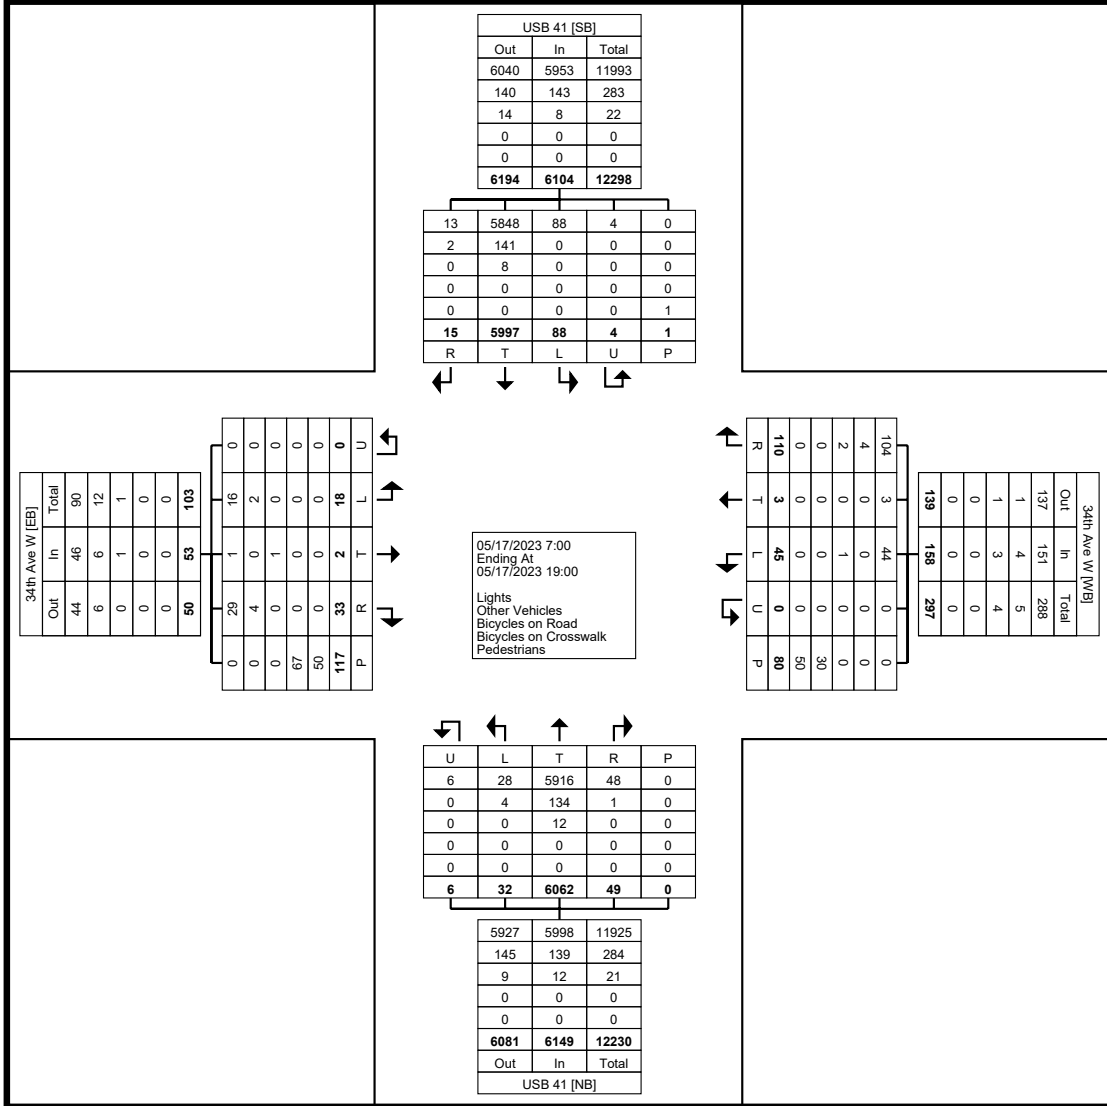 USB 41 [SB]
Out In Total
6040 5953 11993
140 143 283
14 8 22
0 0 0
0 0 0
6194 6104 12298
13 5848 88 4 0
2 141 0 0 0
0 8 0 0 0
0 0 0 0 0
0 0 0 0 1
15 5997 88 4 1
R T L U P
34th Ave W [EB]
Total 90 12 1 0 0 103
In 46 6 1 0 0 53
Out 44 6 0 0 0 50
0 0 0 0 0 0 U
16 2 0 0 0 18 L
1 0 1 0 0 2 T
29 4 0 0 0 33 R
0 0 0 67 50 117 P
05/17/2023 7:00
Ending At
05/17/2023 19:00
Lights
Other Vehicles
Bicycles on Road
Bicycles on Crosswalk
Pedestrians
R 110 0 0 2 4 104
T 3 0 0 0 0 3
L 45 0 0 1 0 44
U 0 0 0 0 0 0
P 80 50 30 0 0 0
34th Ave W [WB]
Out 137 1 1 0 0 139
In 151 4 3 0 0 158
Total 288 5 4 0 0 297
U L T R P
6 28 5916 48 0
0 4 134 1 0
0 0 12 0 0
0 0 0 0 0
0 0 0 0 0
6 32 6062 49 0
5927 5998 11925
145 139 284
9 12 21
0 0 0
0 0 0
6081 6149 12230
Out In Total
USB 41 [NB]